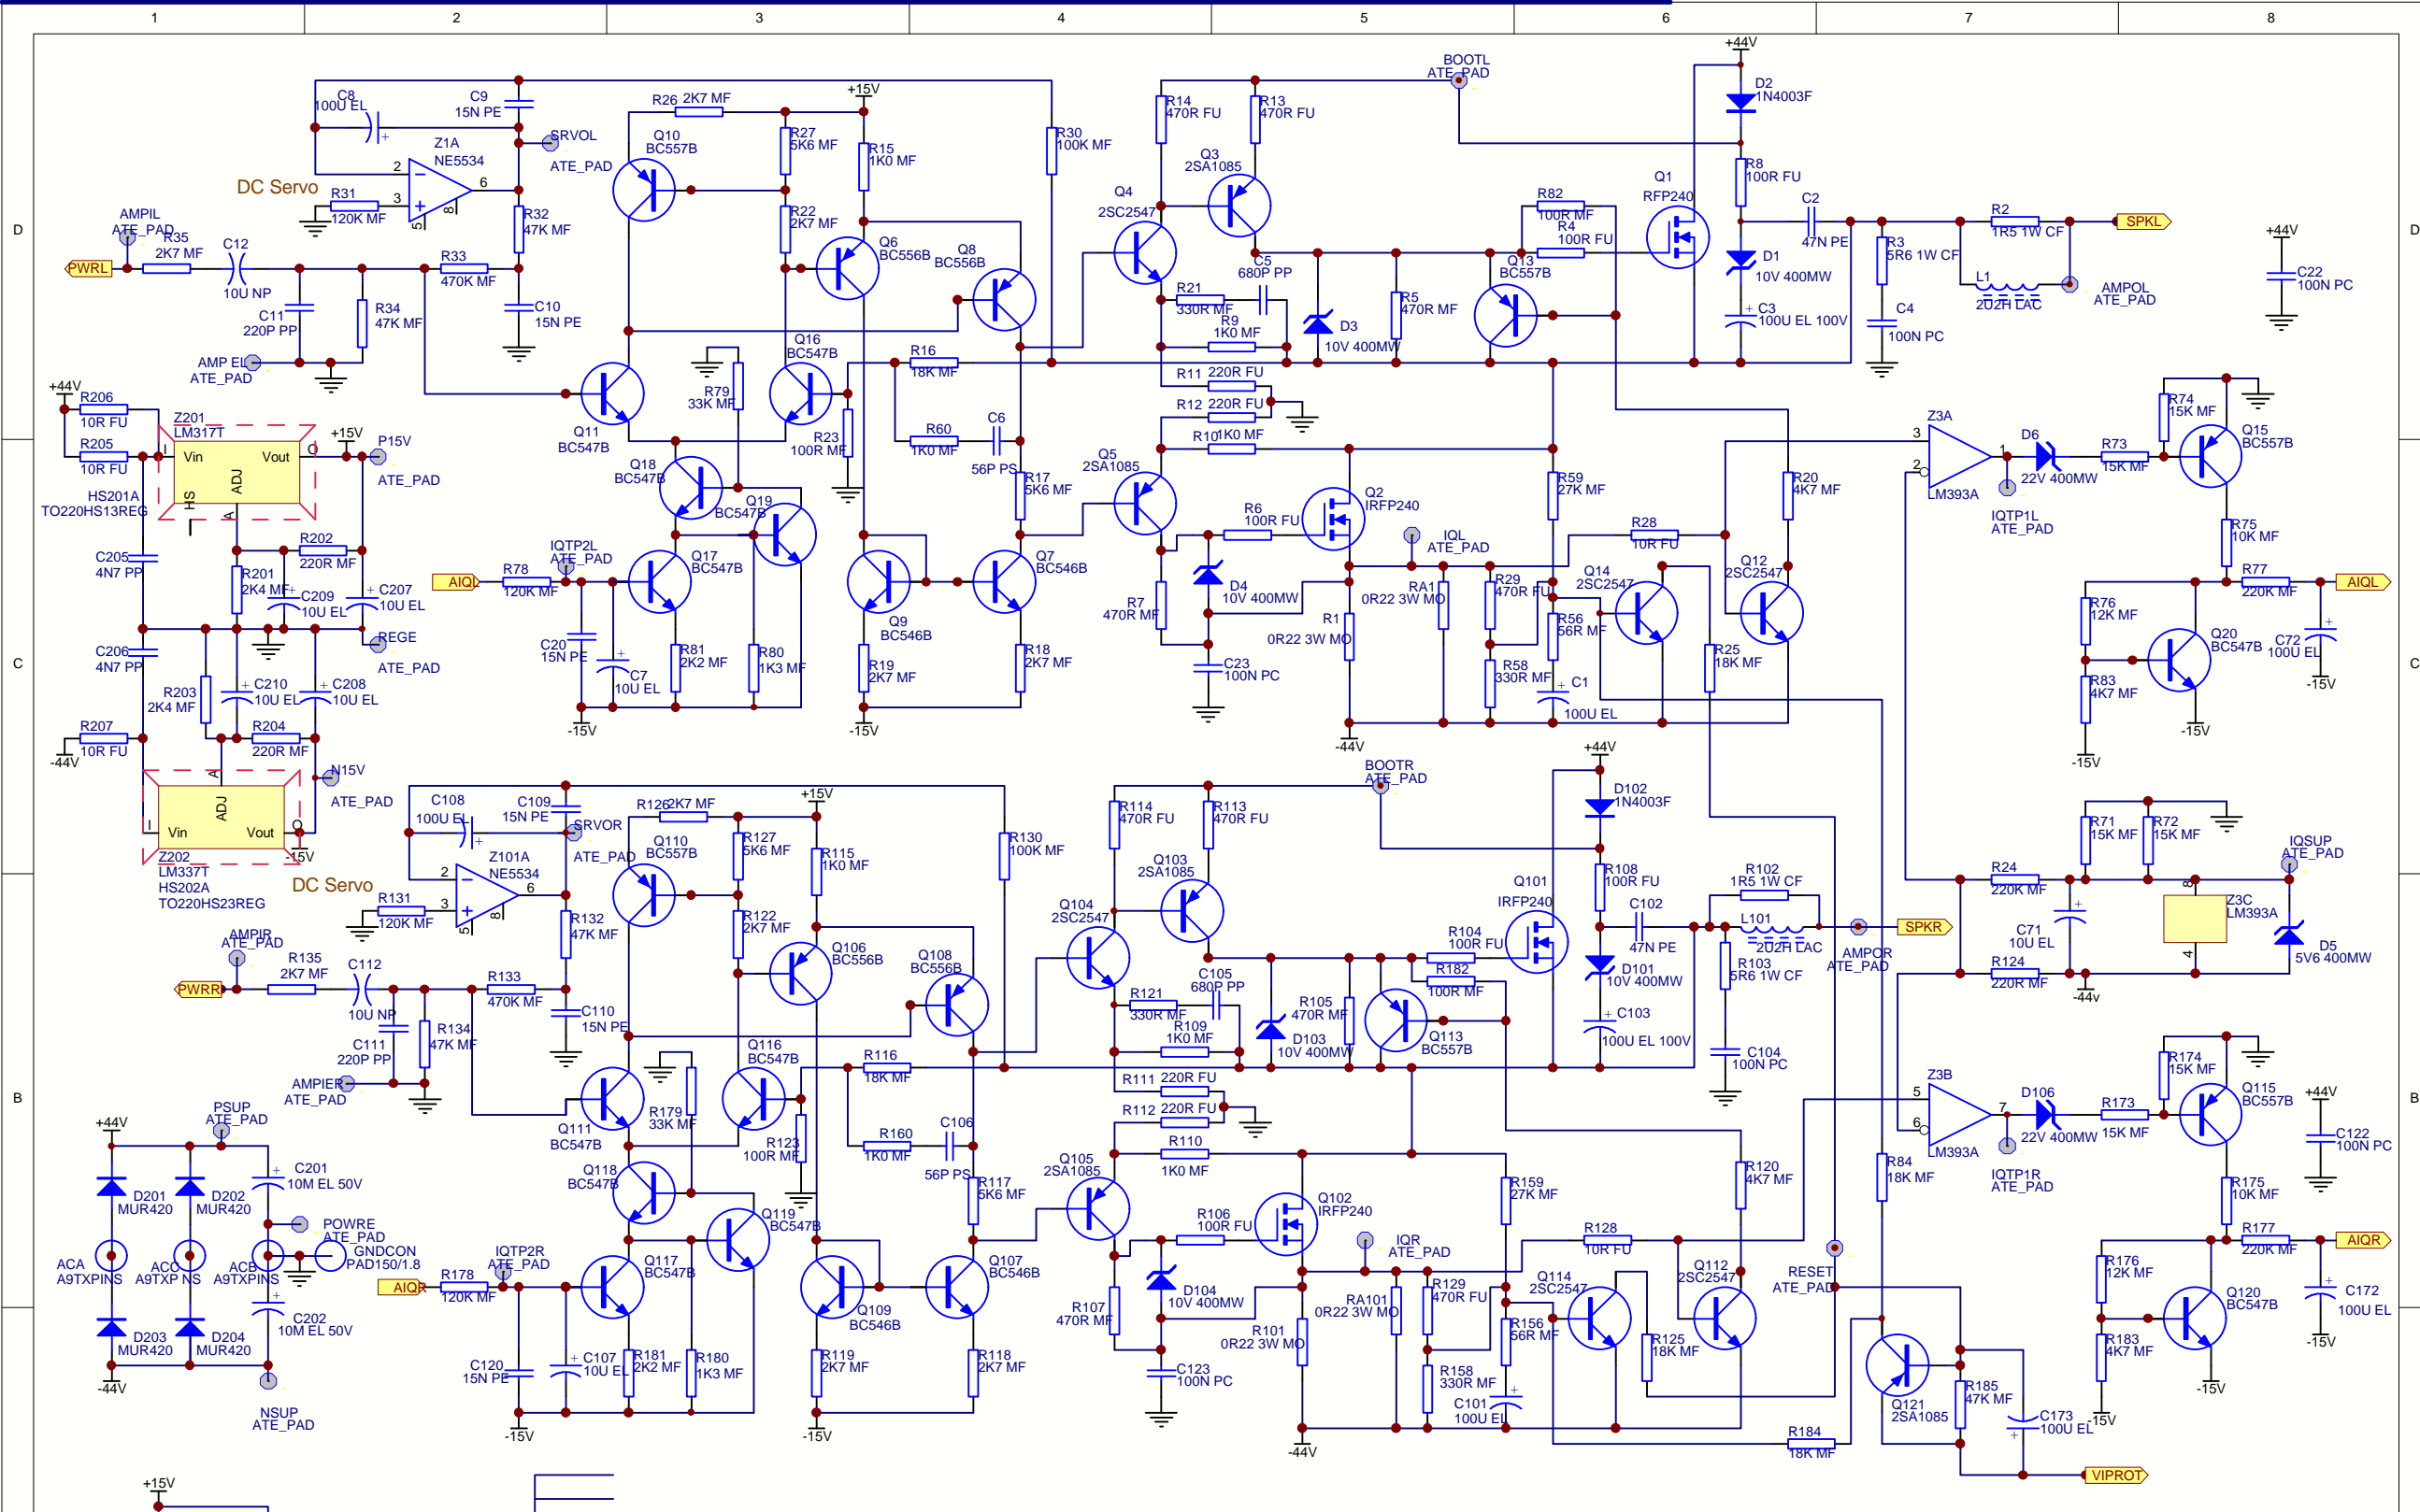 1 2 3 4 5 6 7 8
D D
C C
B B
C8
100U EL
C9
15N PE
SRVOL
ATE_PAD
Z1A
NE5534
2
3
6
5
8
DC Servo
R31
120K MF
R32
47K MF
AMPIL
ATE_PAD
R35
2K7 MF
C12
10U NP
PWRL
R33
470K MF
C11
220P PP
R34
47K MF
C10
15N PE
AMP EL
ATE_PAD
R26 2K7 MF
Q10
BC557B
+15V
R27
5K6 MF
R15
1K0 MF
R22
2K7 MF
Q6
BC556B
Q8
BC556B
R30
100K MF
Q16
BC547B
R79
33K MF
R16
18K MF
Q11
BC547B
R23
100R MF
R60
1K0 MF
C6
56P PS
Q18
BC547B
Q19
BC547B
R17
5K6 MF
IQTP2L
ATE_PAD
AIQL
R78
120K MF
Q17
BC547B
C20
15N PE
C7
10U EL
R81
2K2 MF
R80
1K3 MF
-15V
Q9
BC546B
Q7
BC546B
R19
2K7 MF
R18
2K7 MF
-15V
BOOTL
ATE_PAD
R14
470R FU
R13
470R FU
Q3
2SA1085
Q4
2SC2547
R21
330R MF
C5
680P PP
R9
1K0 MF
D3
10V 400MW
R5
470R MF
Q13
BC557B
R82
100R MF
R4
100R FU
Q1
RFP240
+44V
D2
1N4003F
R8
100R FU
C2
47N PE
D1
10V 400MW
C3
100U EL 100V
R3
5R6 1W CF
C4
100N PC
R2
1R5 1W CF
L1
2U2H LAC
SPKL
AMPOL
ATE_PAD
+44V
C22
100N PC
R11 220R FU
R12 220R FU
R10 1K0 MF
Q5
2SA1085
R6
100R FU
Q2
IRFP240
D4
10V 400MW
R7
470R MF
C23
100N PC
IQL
ATE_PAD
RA1
0R22 3W MO
R1
0R22 3W MO
R29
470R FU
R59
27K MF
R56
56R MF
R58
330R MF
C1
100U EL
-44V
R28
10R FU
Q14
2SC2547
Q12
2SC2547
R20
4K7 MF
R25
18K MF
Z3A
3
2
1
LM393A
D6
22V 400MW
IQTP1L
ATE_PAD
R73
15K MF
R74
15K MF
Q15
BC557B
R75
10K MF
R77
220K MF
AIQL
R76
12K MF
Q20
BC547B
C72
100U EL
-15V
R83
4K7 MF
-15V
-15V
+44V
R206
10R FU
R205
10R FU
Z201
LM317T
I
Vin Vout
O
ADJ
HS
A
+15V
P15V
ATE_PAD
HS201A
TO220HS13REG
C205
4N7 PP
R202
220R MF
R201
2K4 MF
C209
10U EL
C207
10U EL
REGE
ATE_PAD
C206
4N7 PP
R203
2K4 MF
C210
10U EL
C208
10U EL
R207
10R FU
-44V
R204
220R MF
N15V
ATE_PAD
A
ADJ
I
Vin Vout
O
-15V
Z202
LM337T
HS202A
TO220HS23REG
C108
100U EL
C109
15N PE
SRVOR
ATE_PAD
Z101A
NE5534
2
3
6
5
8
DC Servo
R131
120K MF
R132
47K MF
AMPIR
ATE_PAD
R135
2K7 MF
C112
10U NP
PWRR
R133
470K MF
C111
220P PP
R134
47K MF
C110
15N PE
AMPIER
ATE_PAD
R126 2K7 MF
Q110
BC557B
+15V
R127
5K6 MF
R115
1K0 MF
R122
2K7 MF
Q106
BC556B
Q108
BC556B
R130
100K MF
Q116
BC547B
R179
33K MF
R116
18K MF
Q111
BC547B
R123
100R MF
R160
1K0 MF
C106
56P PS
Q118
BC547B
Q119
BC547B
R117
5K6 MF
IQTP2R
ATE_PAD
AIQR
R178
120K MF
Q117
BC547B
C120
15N PE
C107
10U EL
R181
2K2 MF
R180
1K3 MF
-15V
Q109
BC546B
Q107
BC546B
R119
2K7 MF
R118
2K7 MF
-15V
BOOTR
ATE_PAD
R114
470R FU
R113
470R FU
Q103
2SA1085
Q104
2SC2547
R121
330R MF
C105
680P PP
R109
1K0 MF
D103
10V 400MW
R105
470R MF
Q113
BC557B
R104
100R FU
R182
100R MF
Q101
IRFP240
+44V
D102
1N4003F
R108
100R FU
C102
47N PE
D101
10V 400MW
C103
100U EL 100V
R102
1R5 1W CF
L101
2U2H LAC
R103
5R6 1W CF
C104
100N PC
AMPOR
ATE_PAD
SPKR
R111 220R FU
R112 220R FU
R110
1K0 MF
Q105
2SA1085
R106
100R FU
Q102
IRFP240
D104
10V 400MW
R107
470R MF
C123
100N PC
IQR
ATE_PAD
RA101
0R22 3W MO
R101
0R22 3W MO
R129
470R FU
R159
27K MF
R156
56R MF
R158
330R MF
C101
100U EL
-44V
R128
10R FU
Q114
2SC2547
Q112
2SC2547
R120
4K7 MF
R125
18K MF
RESET
ATE_PAD
R84
18K MF
Q121
2SA1085
R185
47K MF
C173
100U EL
R184
18K MF
VIPROT
R71
15K MF
R72
15K MF
IQSUP
ATE_PAD
R24
220K MF
C71
10U EL
8
4
Z3C
LM393A
D5
5V6 400MW
R124
220R MF
-44v
Z3B
5
6
7
LM393A
D106
22V 400MW
IQTP1R
ATE_PAD
R173
15K MF
R174
15K MF
Q115
BC557B
+44V
C122
100N PC
R175
10K MF
R177
220K MF
AIQR
R176
12K MF
Q120
BC547B
C172
100U EL
-15V
R183
4K7 MF
-15V
-15V
PSUP
ATE_PAD
+44V
D201
MUR420
D202
MUR420
C201
10M EL 50V
POWRE
ATE_PAD
GNDCON
PAD150/1.8
ACA
A9TXPINS
ACC
A9TXP NS
ACB
A9TXPINS
D203
MUR420
D204
MUR420
C202
10M EL 50V
-44V
NSUP
ATE_PAD
+15V